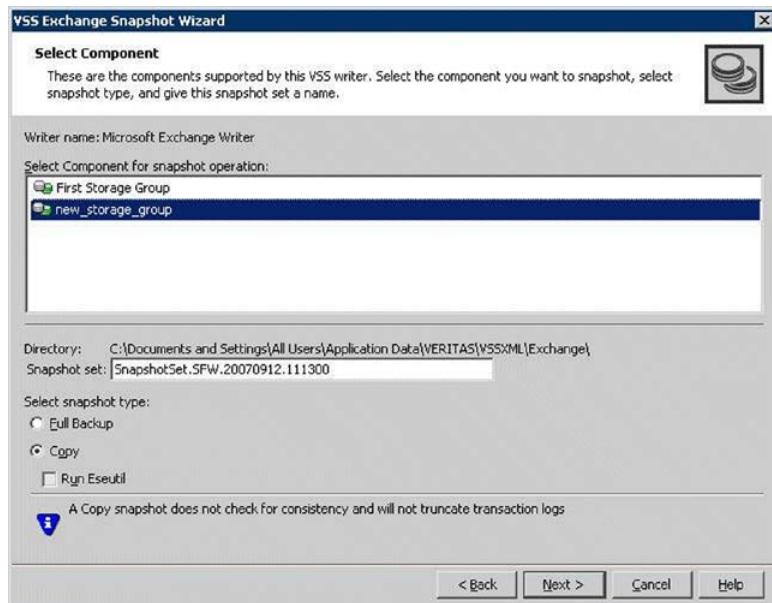 VSS Exchange Snapshot Wizard
Select Component
These are the components supported by this VSS writer. Select the component you want to snapshot, select
snapshot type, and give this snapshot set a name.
Writer name: Microsoft Exchange Writer
Select Component for snapshot operation:
First Storage Group
new_storage_group
Directory: C:\Documents and Settings\All Users\Application Data\VERITAS\VSSXML\Exchange\
Snapshot set: SnapshotSet.SFW.20070912.111300
Select snapshot type:
Full Backup
Copy
Run Eseutil
A Copy snapshot does not check for consistency and will not truncate transaction logs
< Back Next > Cancel Help